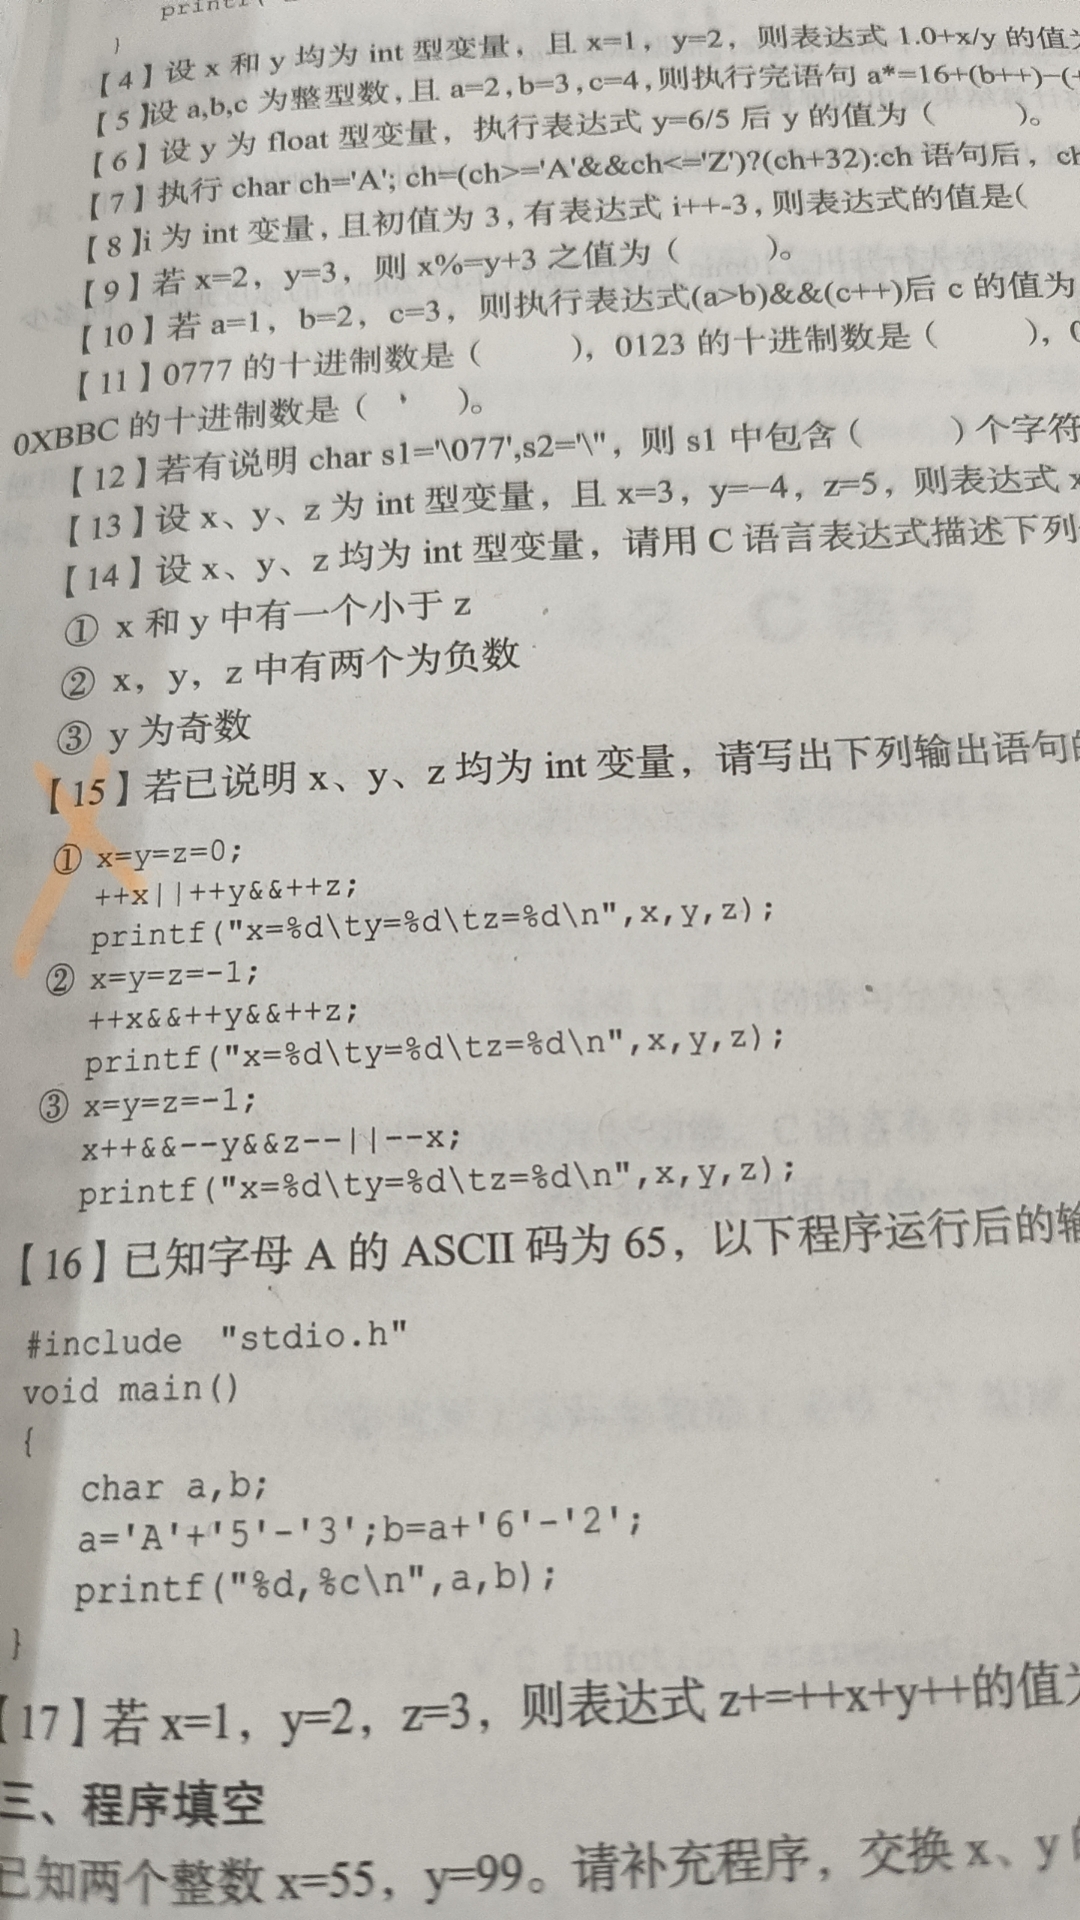 printf(
}
【4】设 x 和 y 均为 int 型变量，且 x=1，y=2，则表达式 1.0+x/y 的值为
【5】设 a,b,c 为整型数,且 a=2,b=3,c=4,则执行完语句 a*=16+(b++)-(+
【6】设 y 为 float 型变量，执行表达式 y=6/5 后 y 的值为（ ）。
【7】执行 char ch='A'; ch=(ch>='A'&&ch<='Z')?(ch+32):ch 语句后，ch
【8】i 为 int 变量,且初值为 3,有表达式 i++-3,则表达式的值是(
【9】若 x=2，y=3，则 x%=y+3 之值为（ ）。
【10】若 a=1，b=2，c=3，则执行表达式(a>b)&&(c++)后 c 的值为
【11】0777 的十进制数是（ ），0123 的十进制数是（ ），0
0XBBC 的十进制数是（ ）。
【12】若有说明 char s1='\077',s2='\''，则 s1 中包含（ ）个字符
【13】设 x、y、z 为 int 型变量，且 x=3，y=-4，z=5，则表达式 x
【14】设 x、y、z 均为 int 型变量，请用 C 语言表达式描述下列
① x 和 y 中有一个小于 z
② x，y，z 中有两个为负数
③ y 为奇数
【15】若已说明 x、y、z 均为 int 变量，请写出下列输出语句的
① x=y=z=0;
++x||++y&&++z;
printf("x=%d\ty=%d\tz=%d\n",x,y,z);
② x=y=z=-1;
++x&&++y&&++z;
printf("x=%d\ty=%d\tz=%d\n",x,y,z);
③ x=y=z=-1;
x++&&--y&&z--||--x;
printf("x=%d\ty=%d\tz=%d\n",x,y,z);
【16】已知字母 A 的 ASCII 码为 65，以下程序运行后的输
#include "stdio.h"
void main()
{
char a,b;
a='A'+'5'-'3';b=a+'6'-'2';
printf("%d,%c\n",a,b);
}
【17】若 x=1，y=2，z=3，则表达式 z+=++x+y++的值为
三、程序填空
已知两个整数 x=55，y=99。请补充程序，交换 x、y 的